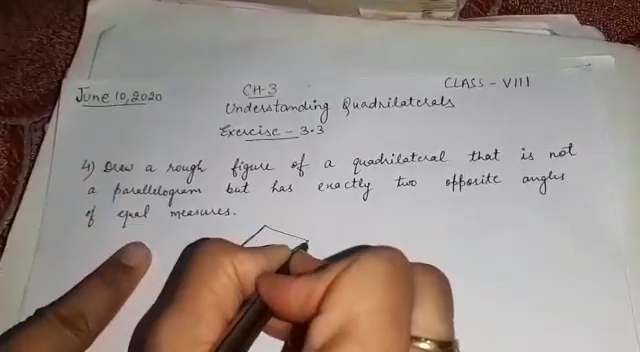 June 10, 2020
CH-3
CLASS - VIII
Understanding Quadrilaterals
Exercise - 3.3
4) Draw a rough figure of a quadrilateral that is not
a parallelogram but has exactly two opposite angles
of equal measures.